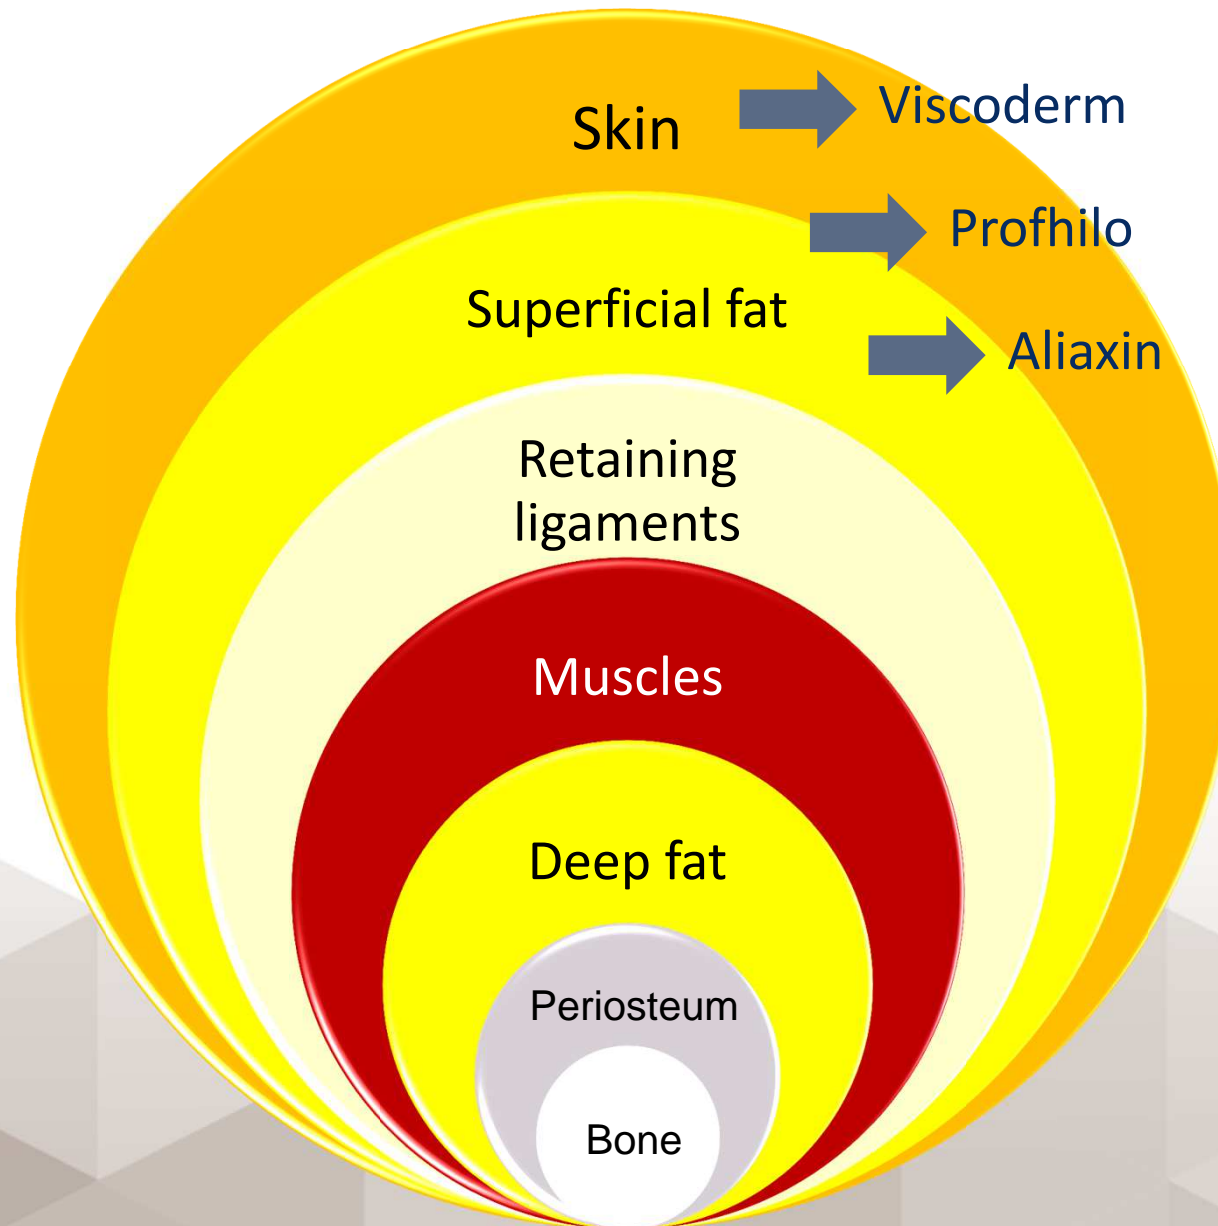 Skin
Viscoderm
Profhilo
Superficial fat
Aliaxin
Retaining
ligaments
Muscles
Deep fat
Periosteum
Bone